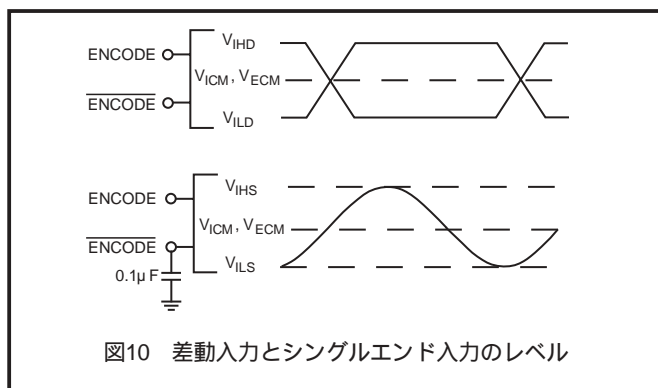 ENCODE
ENCODE
VIHD
VICM, VECM
VILD
ENCODE
ENCODE
0.1µF
VIHS
VICM, VECM
VILS
図10 差動入力とシングルエンド入力のレベル